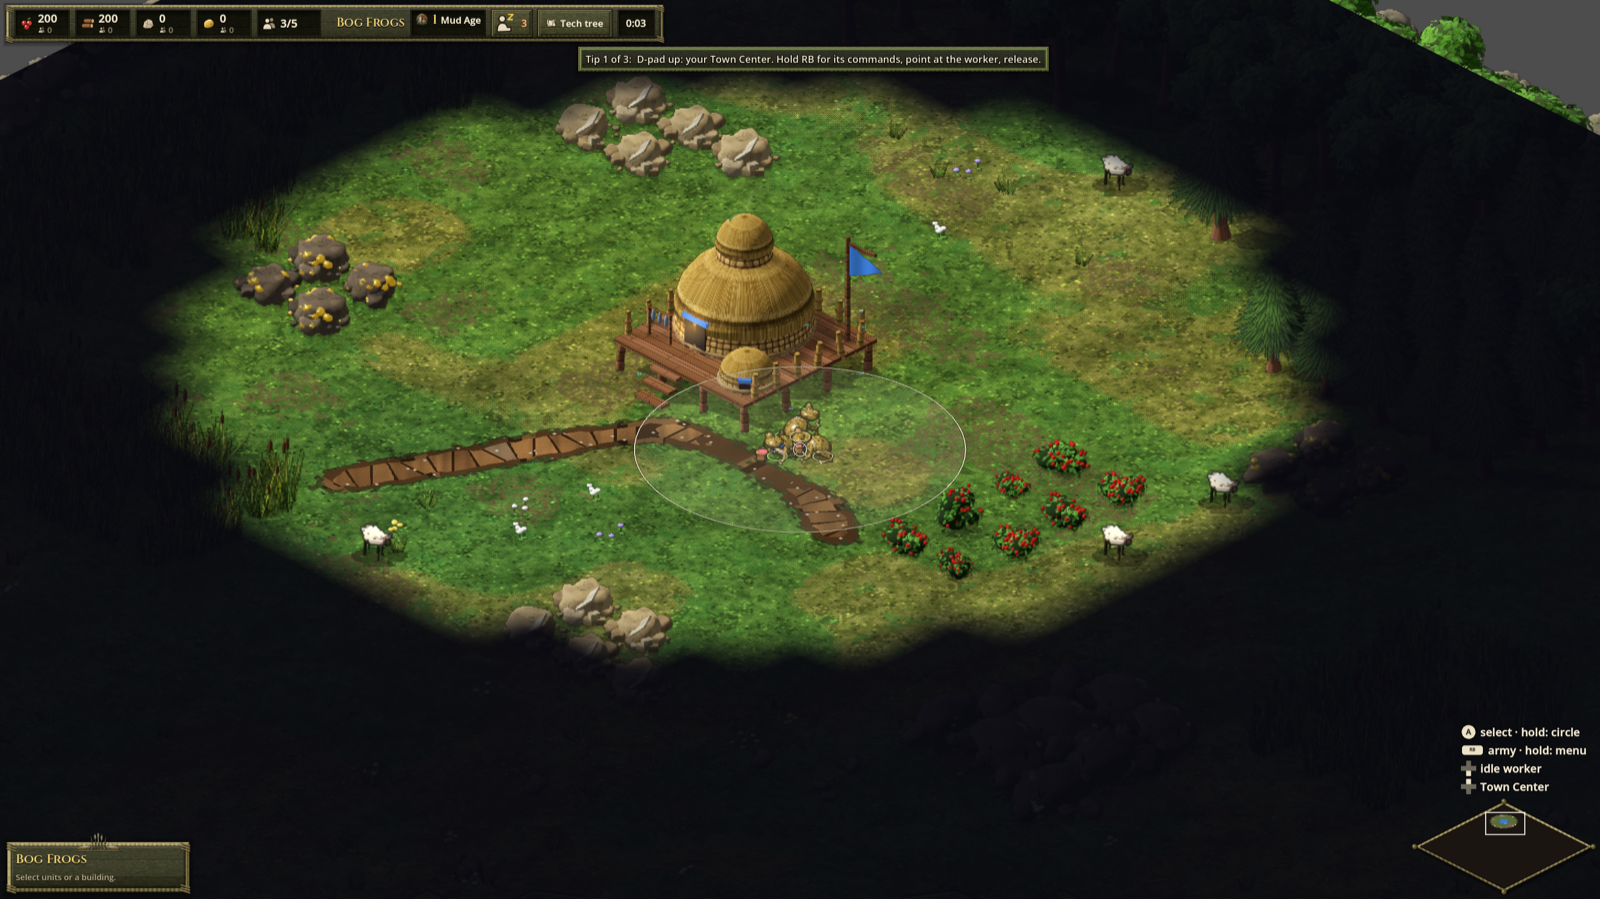 200 200 0 0 3/5 BOG FROGS Mud Age 3 Tech tree 0:03
0 0 0 0
Tip 1 of 3: D-pad up: your Town Center. Hold RB for its commands, point at the worker, release.
A select · hold: circle
RB army · hold: menu
idle worker
Town Center
BOG FROGS
Select units or a building.